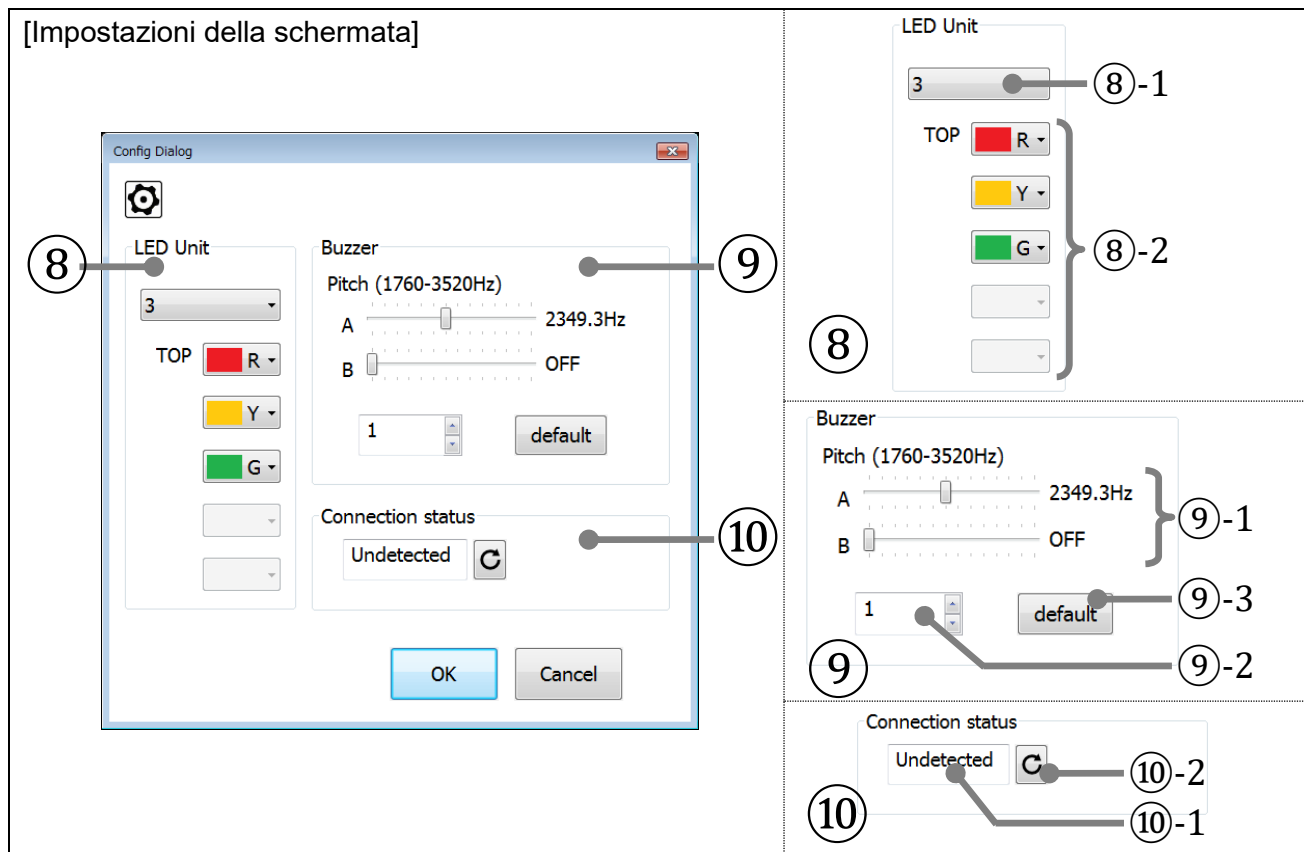 [Impostazioni della schermata]
Config Dialog
⑧
LED Unit
3
TOP
R
Y
G
Buzzer
⑨
Pitch (1760-3520Hz)
A
2349.3Hz
B
OFF
1
default
Connection status
⑩
Undetected
OK
Cancel
LED Unit
3
⑧-1
TOP
R
Y
G
⑧-2
⑧
Buzzer
Pitch (1760-3520Hz)
A
2349.3Hz
B
OFF
⑨-1
1
default
⑨-3
⑨-2
⑨
Connection status
Undetected
⑩-2
⑩-1
⑩